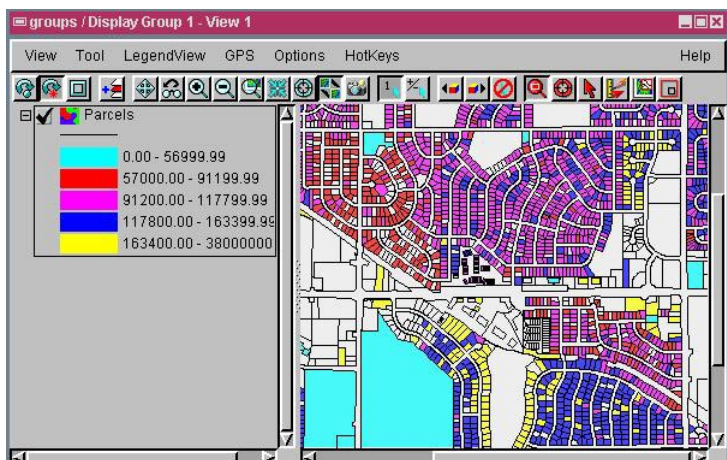 groups / Display Group 1 - View 1
View Tool LegendView GPS Options HotKeys Help
Parcels
0.00 - 56999.99
57000.00 - 91199.99
91200.00 - 117799.99
117800.00 - 163399.99
163400.00 - 38000000